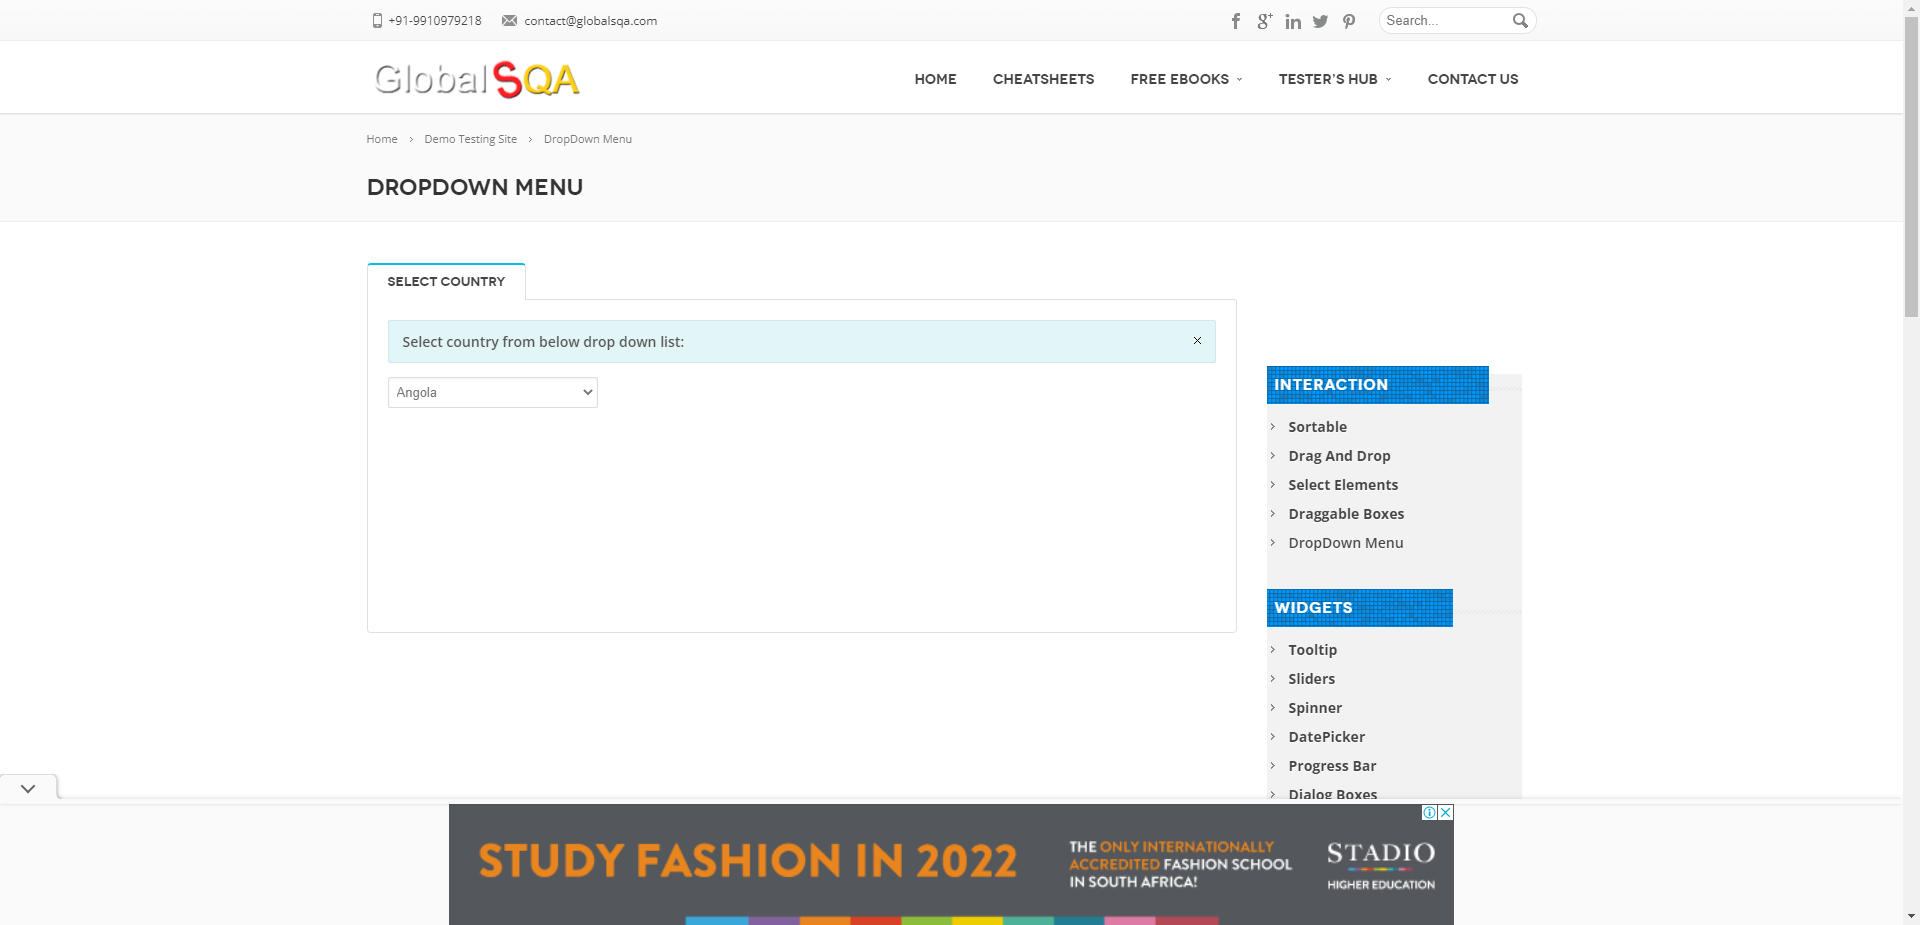 +91-9910979218 contact@globalsqa.com
Search...
GlobalSQA
HOME CHEATSHEETS FREE EBOOKS TESTER'S HUB CONTACT US
Home › Demo Testing Site › DropDown Menu
DROPDOWN MENU
SELECT COUNTRY
Select country from below drop down list:
Angola
INTERACTION
Sortable
Drag And Drop
Select Elements
Draggable Boxes
DropDown Menu
WIDGETS
Tooltip
Sliders
Spinner
DatePicker
Progress Bar
Dialog Boxes
STUDY FASHION IN 2022
THE ONLY INTERNATIONALLY
ACCREDITED FASHION SCHOOL
IN SOUTH AFRICA!
STADIO
HIGHER EDUCATION